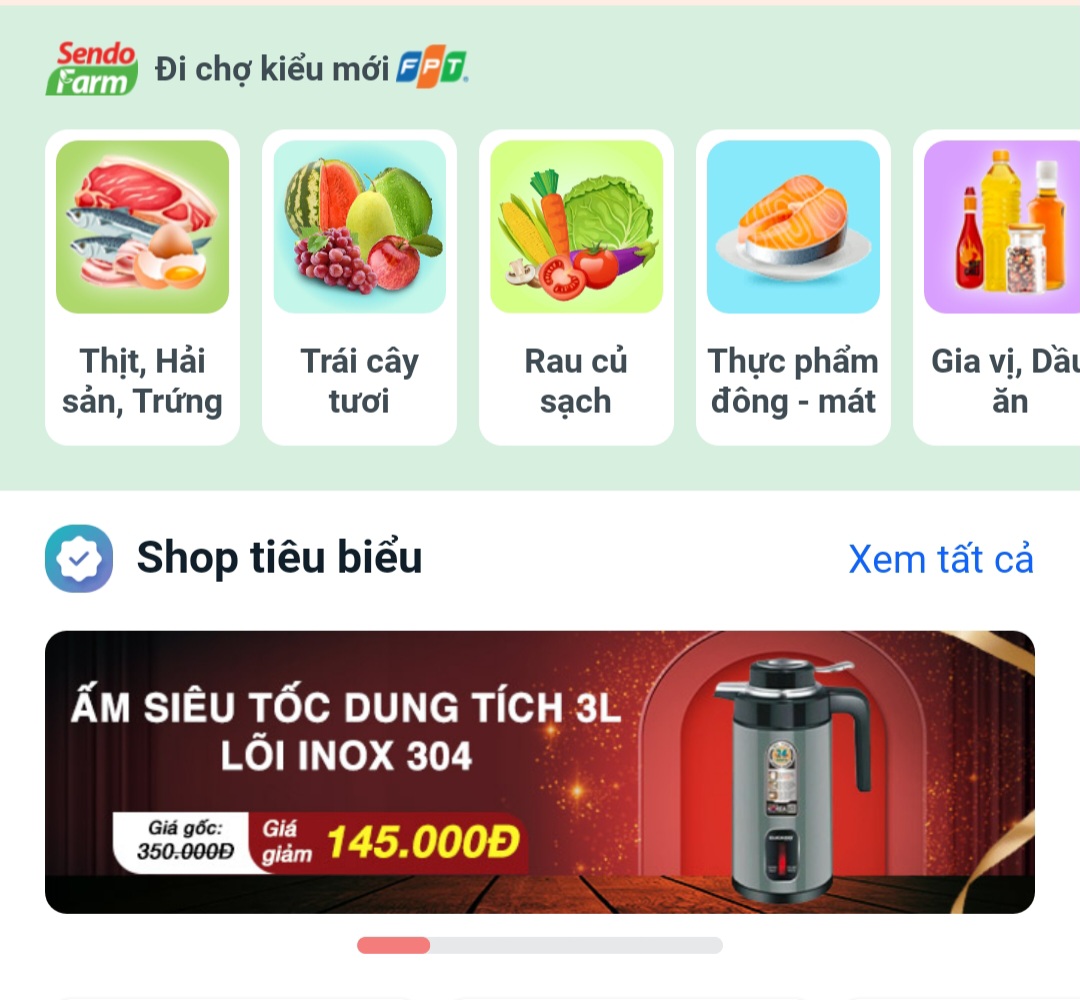 Sendo
Farm
Đi chợ kiểu mới FPT
Thịt, Hải
sản, Trứng
Trái cây
tươi
Rau củ
sạch
Thực phẩm
đông - mát
Gia vị, Dầu
ăn
Shop tiêu biểu
Xem tất cả
ẤM SIÊU TỐC DUNG TÍCH 3L
LÕI INOX 304
Giá gốc:
350.000Đ
Giá
giảm
145.000Đ